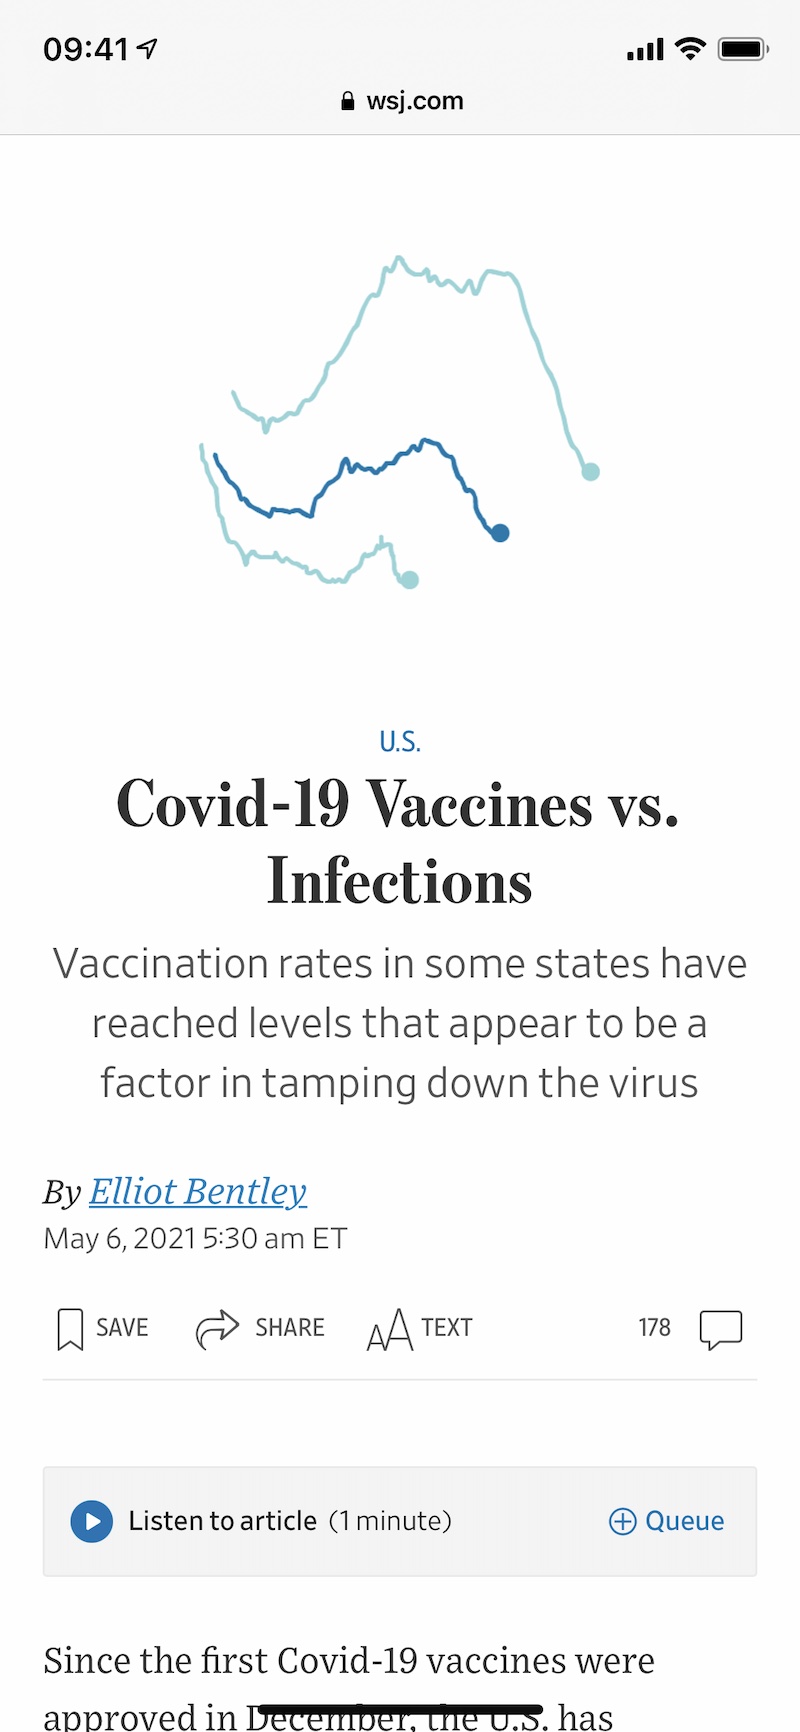 09:41
wsj.com
U.S.
Covid-19 Vaccines vs.
Infections
Vaccination rates in some states have
reached levels that appear to be a
factor in tamping down the virus
By Elliot Bentley
May 6, 2021 5:30 am ET
SAVE SHARE TEXT 178
Listen to article (1 minute) Queue
Since the first Covid-19 vaccines were
approved in December, the U.S. has